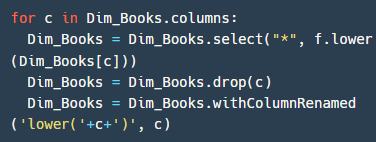 for c in Dim_Books.columns:
  Dim_Books = Dim_Books.select("*", f.lower
(Dim_Books[c]))
  Dim_Books = Dim_Books.drop(c)
  Dim_Books = Dim_Books.withColumnRenamed
('lower('+c+')', c)